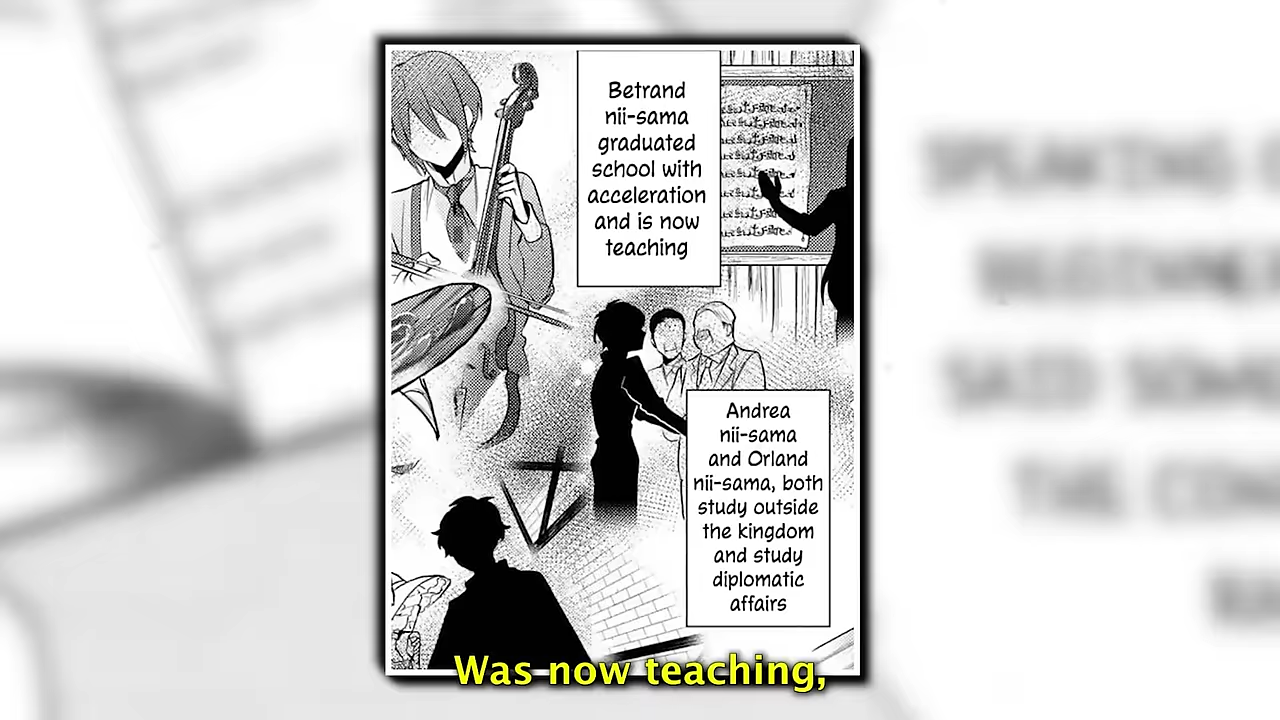 Betrand
nii-sama
graduated
school with
acceleration
and is now
teaching
Andrea
nii-sama
and Orland
nii-sama, both
study outside
the kingdom
and study
diplomatic
affairs
Was now teaching,